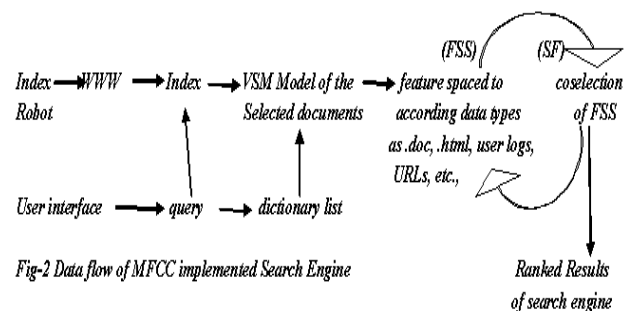 (FSS) (SF)
Index WWW Index VSM Model of the feature spaced to coselection
Robot Selected documents according data types of FSS
as .doc, .html, user logs,
URLs, etc.,
User interface query dictionary list
Fig-2 Data flow of MFCC implemented Search Engine Ranked Results
of search engine